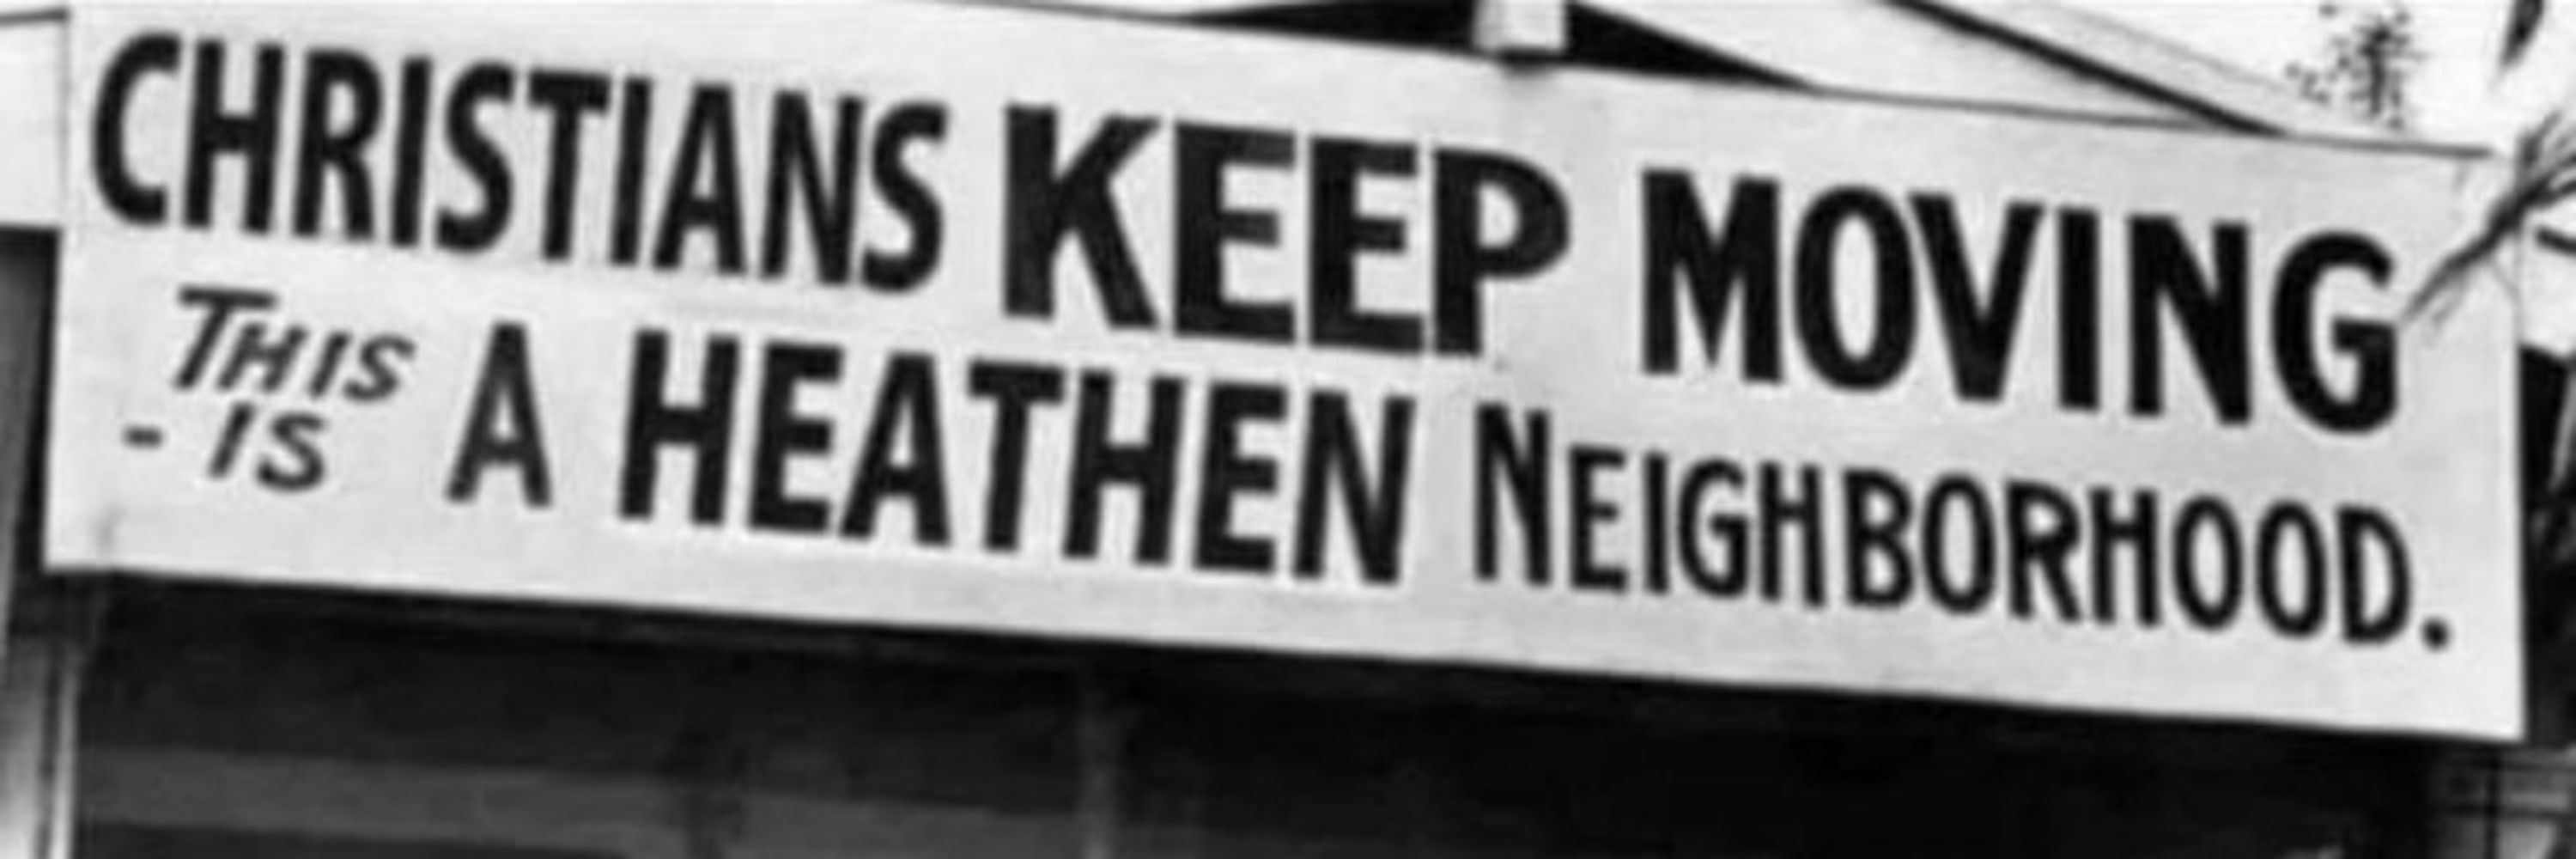 CHRISTIANS KEEP MOVING
THIS
- IS A HEATHEN NEIGHBORHOOD.